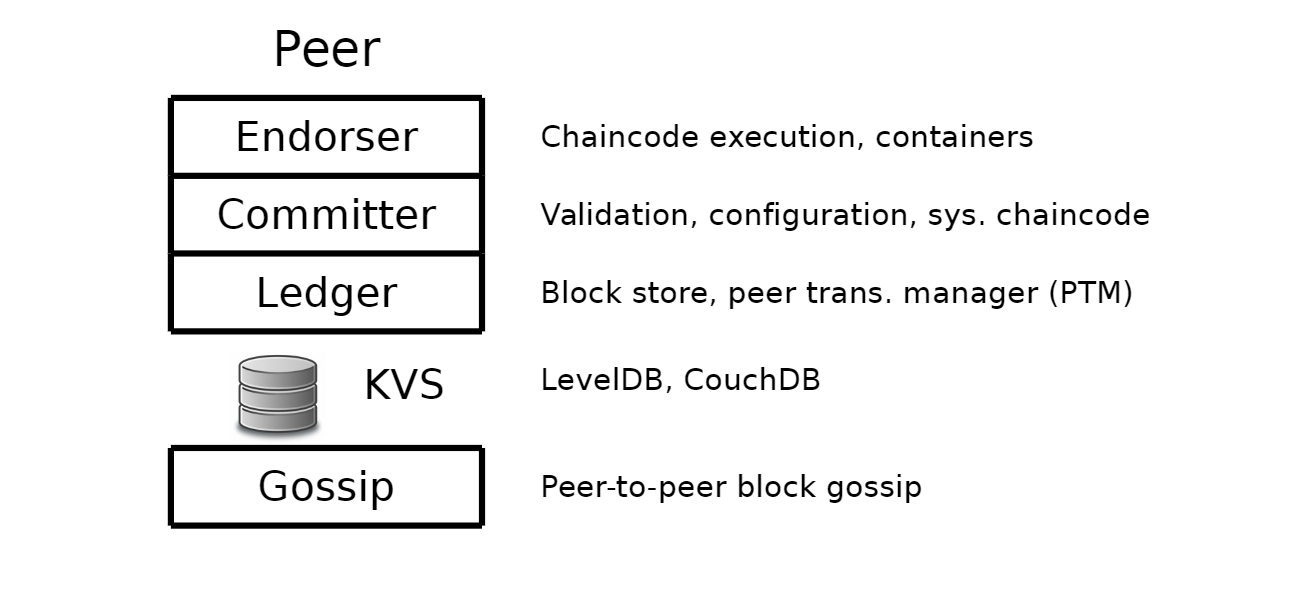 Peer
Endorser Chaincode execution, containers
Committer Validation, configuration, sys. chaincode
Ledger Block store, peer trans. manager (PTM)
KVS LevelDB, CouchDB
Gossip Peer-to-peer block gossip